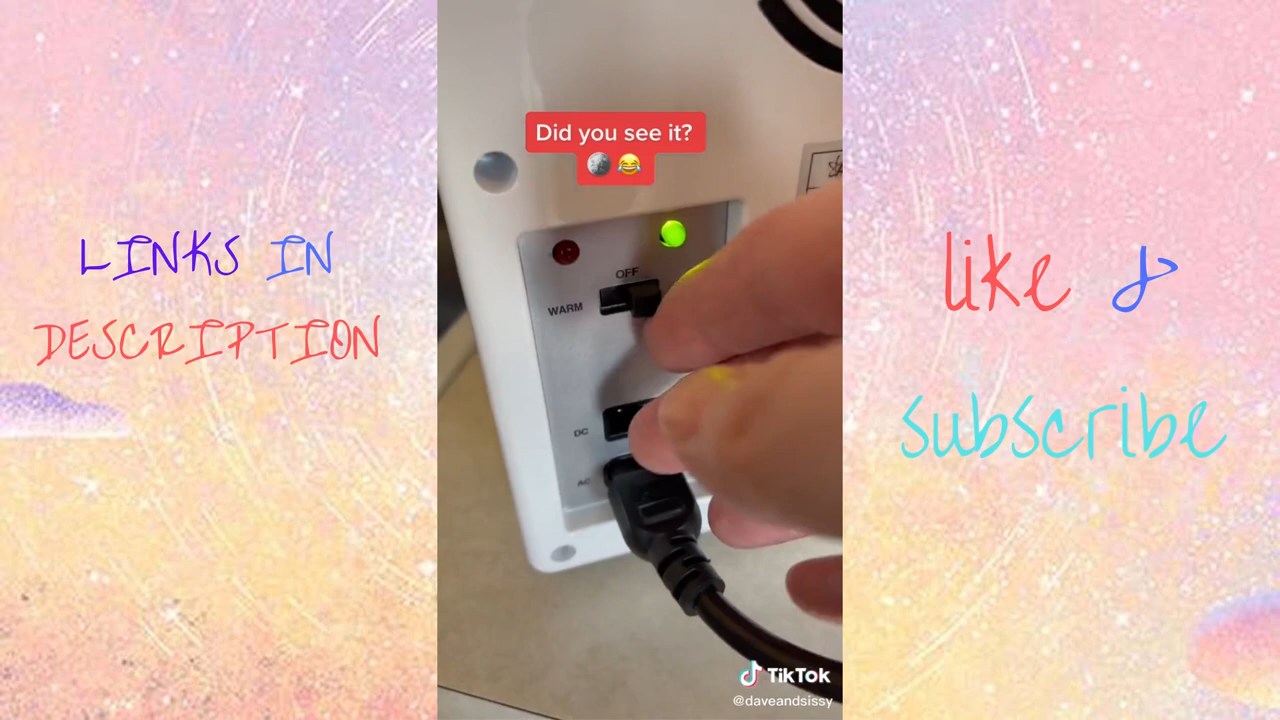 LINKS IN
DESCRIPTION
Did you see it?
🌚 😂
OFF
WARM
DC
AC
TikTok
@daveandsissy
like &
subscribe